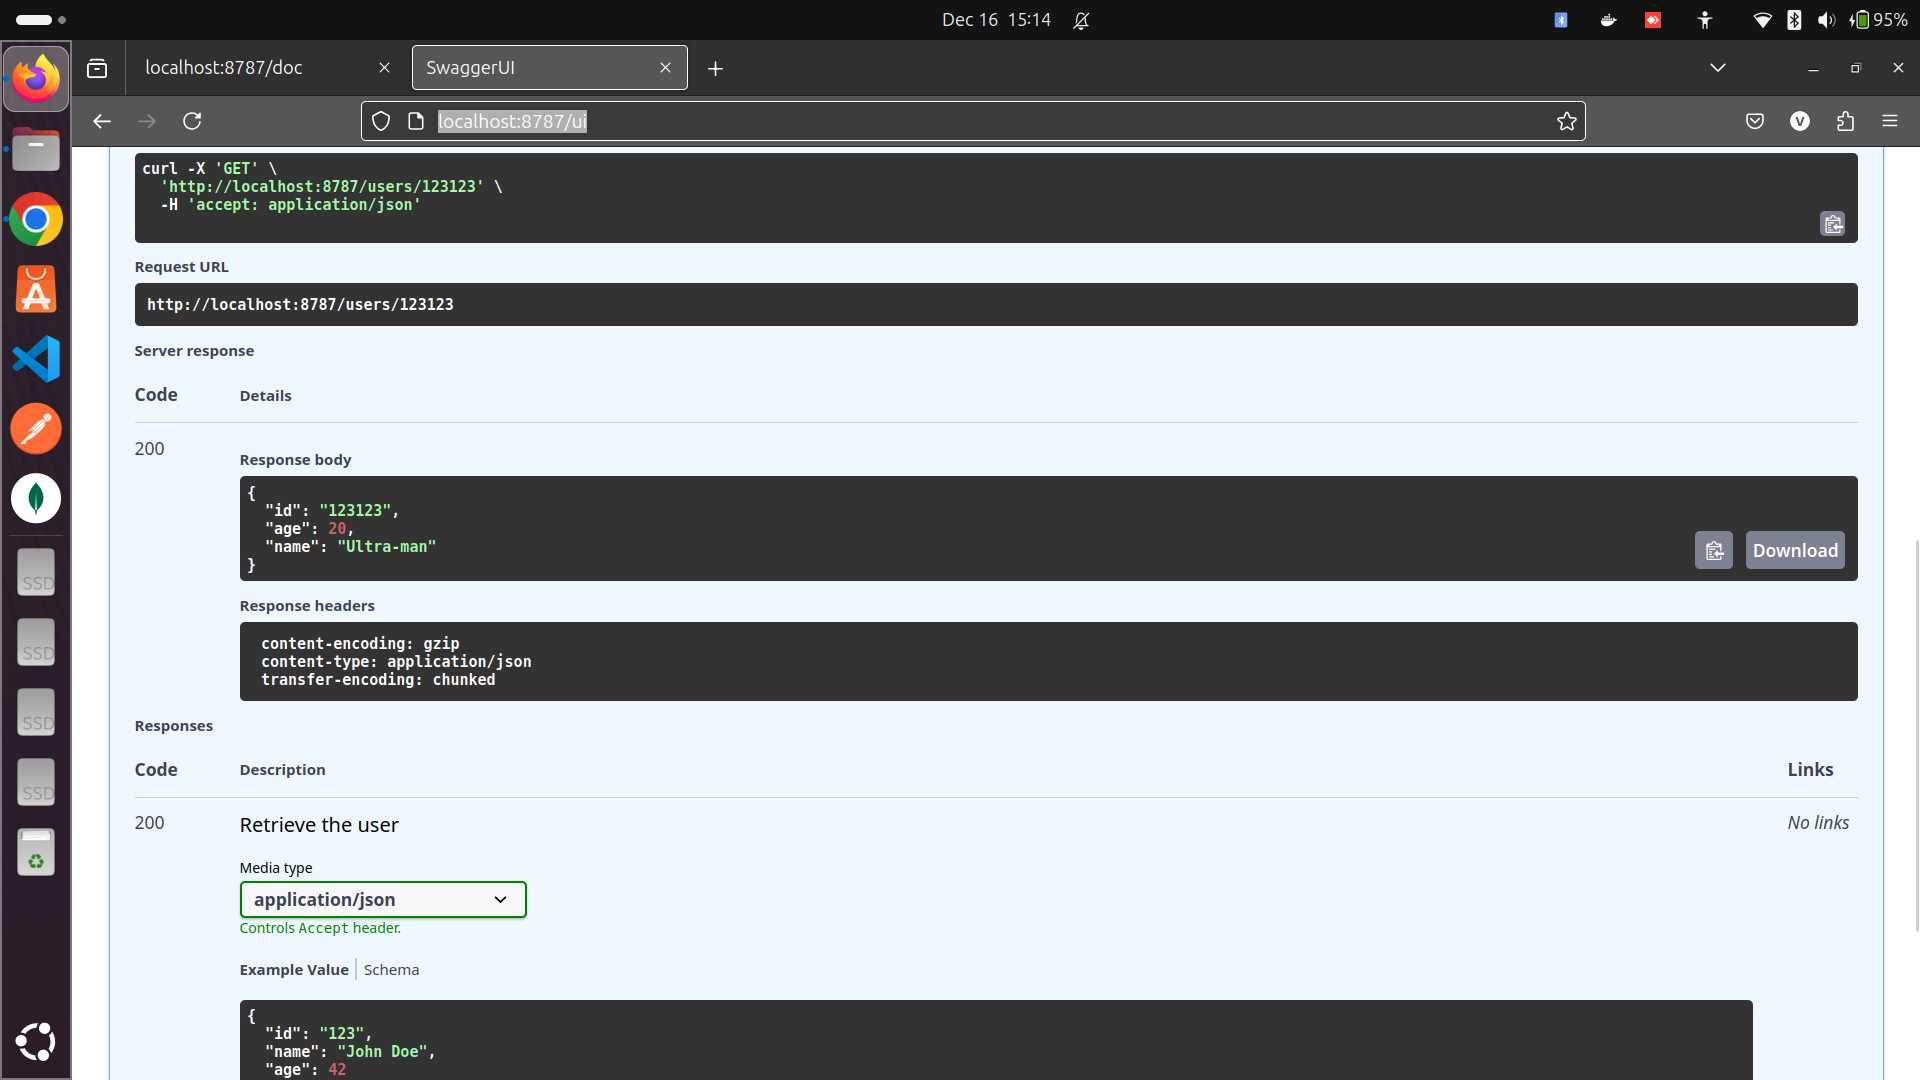 Dec 16 15:14
95%
localhost:8787/doc
SwaggerUI
localhost:8787/ui
V
curl -X 'GET' \
'http://localhost:8787/users/123123' \
-H 'accept: application/json'
Request URL
http://localhost:8787/users/123123
Server response
Code Details
200
Response body
{
"id": "123123",
"age": 20,
"name": "Ultra-man"
}
Download
Response headers
content-encoding: gzip
content-type: application/json
transfer-encoding: chunked
Responses
Code Description Links
200 Retrieve the user No links
Media type
application/json
Controls Accept header.
Example Value Schema
{
"id": "123",
"name": "John Doe",
"age": 42
SSD
SSD
SSD
SSD